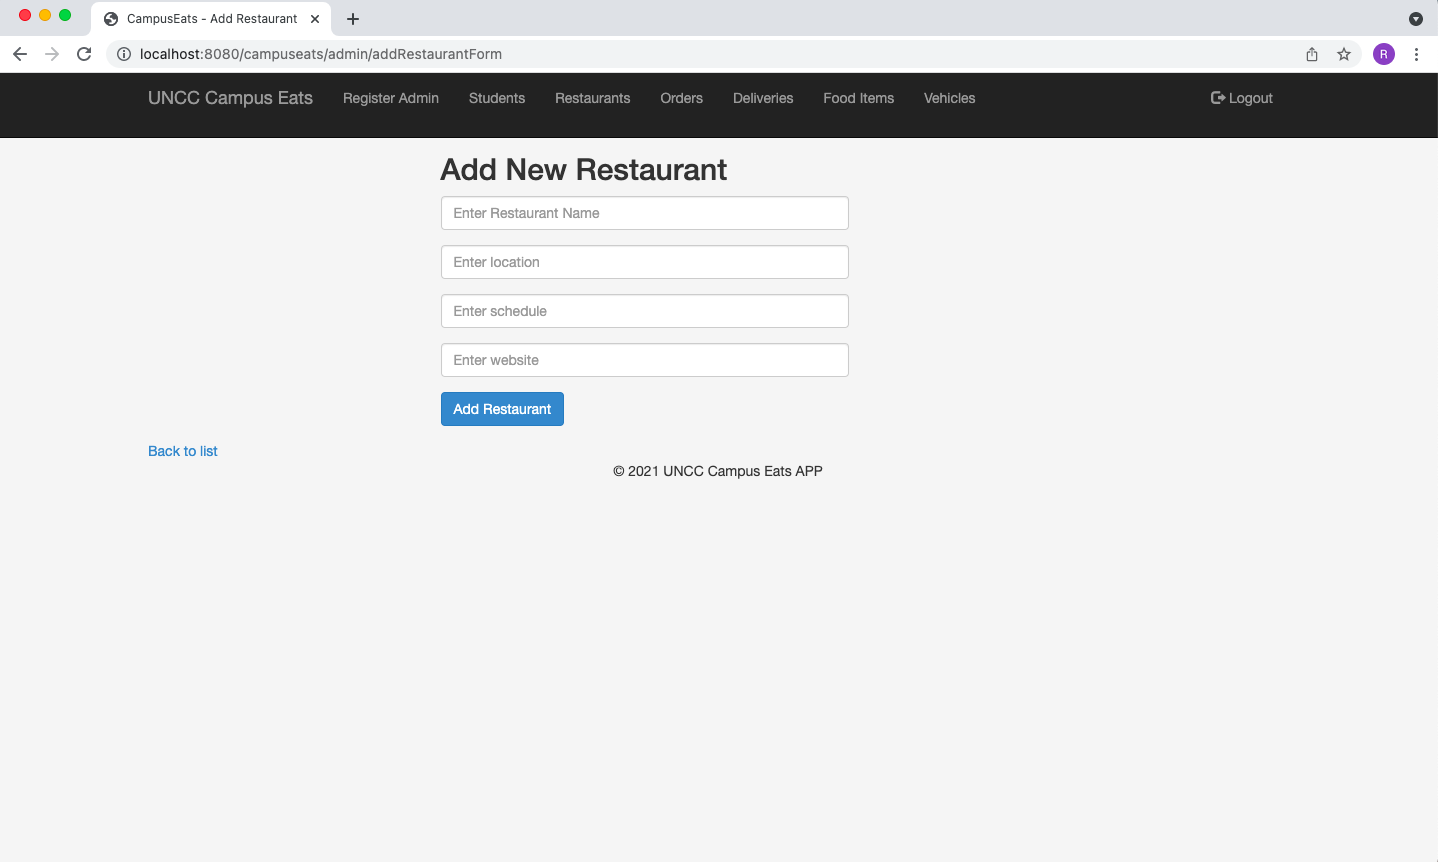 CampusEats - Add Restaurant
localhost:8080/campuseats/admin/addRestaurantForm
R
UNCC Campus Eats Register Admin Students Restaurants Orders Deliveries Food Items Vehicles Logout
Add New Restaurant
Enter Restaurant Name
Enter location
Enter schedule
Enter website
Add Restaurant
Back to list
© 2021 UNCC Campus Eats APP